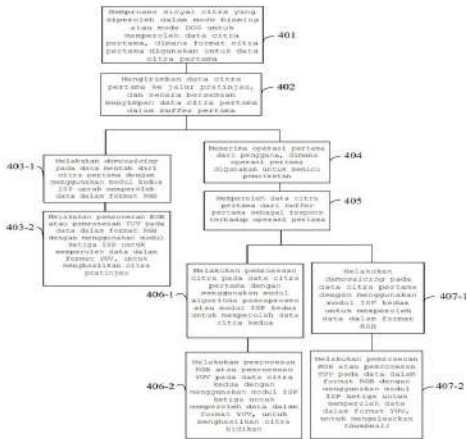 Memproses sinyal citra yang
diperoleh dalam mode binning
atau mode DCG untuk
memperoleh data citra
pertama, dimana format citra
pertama digunakan untuk data
citra pertama
401
Mengirimkan data citra
pertama ke jalur pratinjau,
dan secara bersamaan
menyimpan data citra pertama
dalam buffer pertama
402
403-1
Melakukan demosaicing
pada data mentah dari
citra pertama dengan
menggunakan modul kedua
ISP untuk memperoleh
data dalam format RGB
403-2
Melakukan pemrosesan RGB
atau pemrosesan YUV pada
data dalam format RGB
dengan menggunakan modul
ketiga ISP untuk
memperoleh data dalam
format YUV, untuk
menghasilkan citra
pratinjau
Menerima operasi pertama
dari pengguna, dimana
operasi pertama
digunakan untuk memicu
pemotretan
404
Memperoleh data citra
pertama dari buffer
pertama sebagai respons
terhadap operasi pertama
405
406-1
Melakukan pemrosesan
citra pada data citra
pertama dengan
menggunakan modul
algoritma pascaproses
atau modul ISP kedua
untuk memperoleh data
citra kedua
406-2
Melakukan pemrosesan
RGB atau pemrosesan
YUV pada data citra
kedua dengan
menggunakan modul ISP
ketiga untuk
memperoleh data dalam
format YUV, untuk
menghasilkan citra
bidikan
Melakukan
demosaicing pada data
citra pertama dengan
menggunakan modul
ISP kedua untuk
memperoleh data
dalam format
RGB
407-1
Melakukan pemrosesan
RGB atau pemrosesan
YUV pada data dalam
format RGB dengan
menggunakan modul
ISP ketiga untuk
memperoleh data
dalam format YUV,
untuk mengeluarkan
thumbnail
407-2